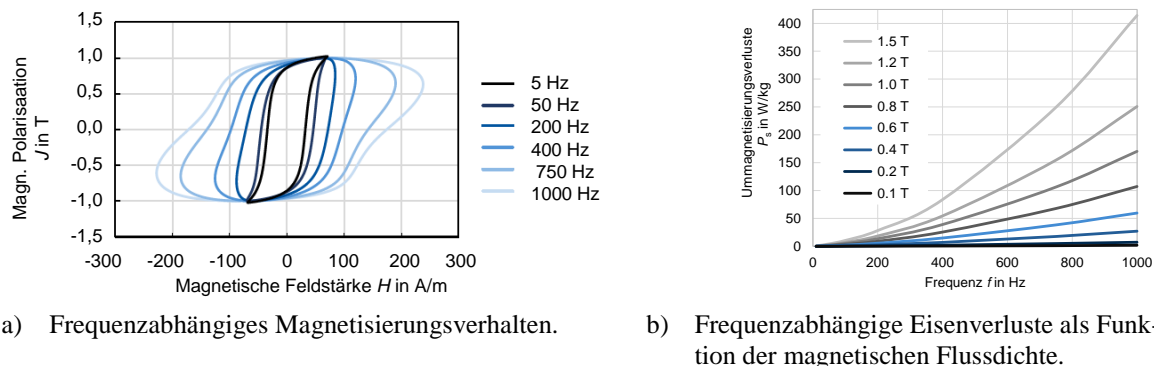 1,5
1,0
0,5
0,0
-0,5
-1,0
-1,5
Magn. Polarisaation
J in T
-300 -200 -100 0 100 200 300
Magnetische Feldstärke H in A/m
5 Hz
50 Hz
200 Hz
400 Hz
750 Hz
1000 Hz
a) Frequenzabhängiges Magnetisierungsverhalten.
400
350
300
250
200
150
100
50
0
Ummagnetisierungsverluste
Ps in W/kg
1.5 T
1.2 T
1.0 T
0.8 T
0.6 T
0.4 T
0.2 T
0.1 T
0 200 400 600 800 1000
Frequenz f in Hz
b) Frequenzabhängige Eisenverluste als Funk-
tion der magnetischen Flussdichte.